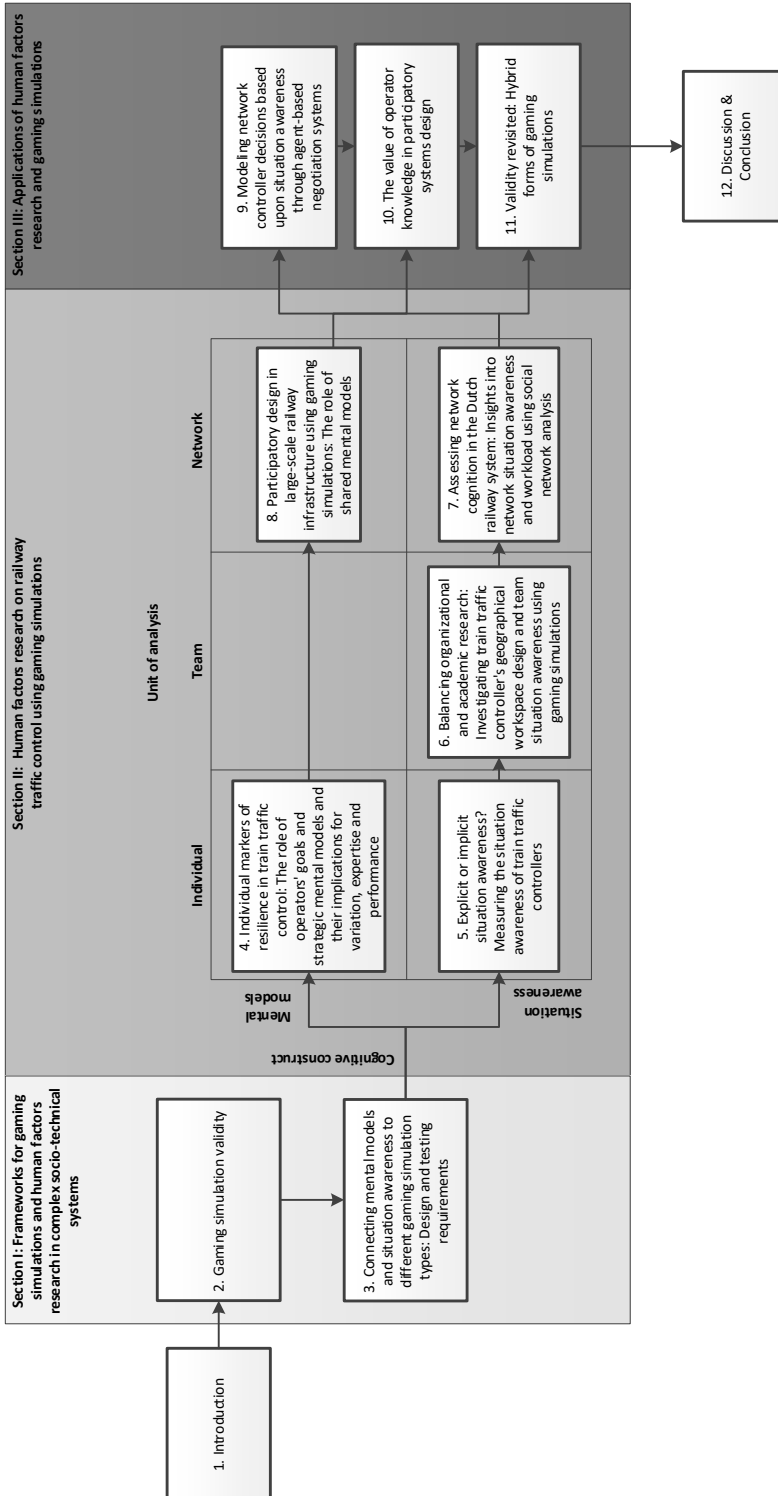 1. Introduction
Section I: Frameworks for gaming
simulations and human factors
research in complex socio-technical
systems
2. Gaming simulation validity
3. Connecting mental models
and situation awareness to
different gaming simulation
types: Design and testing
requirements
Section II: Human factors research on railway
traffic control using gaming simulations
Unit of analysis
Individual
Team
Network
Cognitive construct
Mental
models
4. Individual markers of
resilience in train traffic
control: The role of
operators' goals and
strategic mental models and
their implications for
variation, expertise and
performance
8. Participatory design in
large-scale railway
infrastructure using gaming
simulations: The role of
shared mental models
Situation
awareness
5. Explicit or implicit
situation awareness?
Measuring the situation
awareness of train traffic
controllers
6. Balancing organizational
and academic research:
Investigating train traffic
controller's geographical
workspace design and team
situation awareness using
gaming simulations
7. Assessing network
cognition in the Dutch
railway system: Insights into
network situation awareness
and workload using social
network analysis
Section III: Applications of human factors
research and gaming simulations
9. Modeling network
controller decisions based
upon situation awareness
through agent-based
negotiation systems
10. The value of operator
knowledge in participatory
systems design
11. Validity revisited: Hybrid
forms of gaming
simulations
12. Discussion &
Conclusion